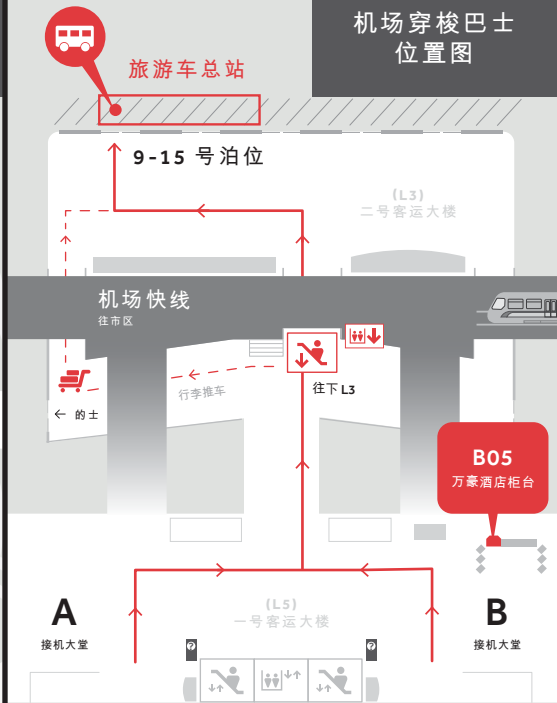 机场穿梭巴士
位置图
旅游车总站
9-15 号泊位
(L3)
二号客运大楼
机场快线
往市区
往下 L3
行李推车
← 的士
B05
万豪酒店柜台
(L5)
一号客运大楼
A
接机大堂
B
接机大堂
?
?